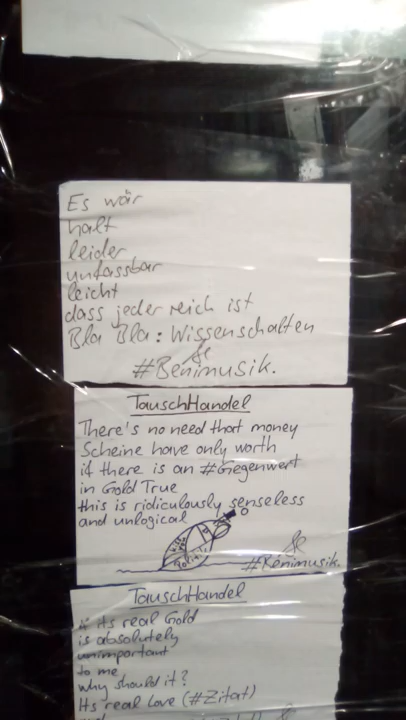 Es wär
halt
leider
unfassbar
leicht
dass jeder reich ist
Bla Bla: Wissenschaften
#Benimusik.
TauschHandel
There's no need that money
Scheine have only worth
if there is an #Gegenwert
in Gold True
this is ridiculously senseless
and unlogical
#Benimusik.
TauschHandel
its real Gold
is absolutely
unimportant
to me
why should it?
Its real Love (#Zitat)